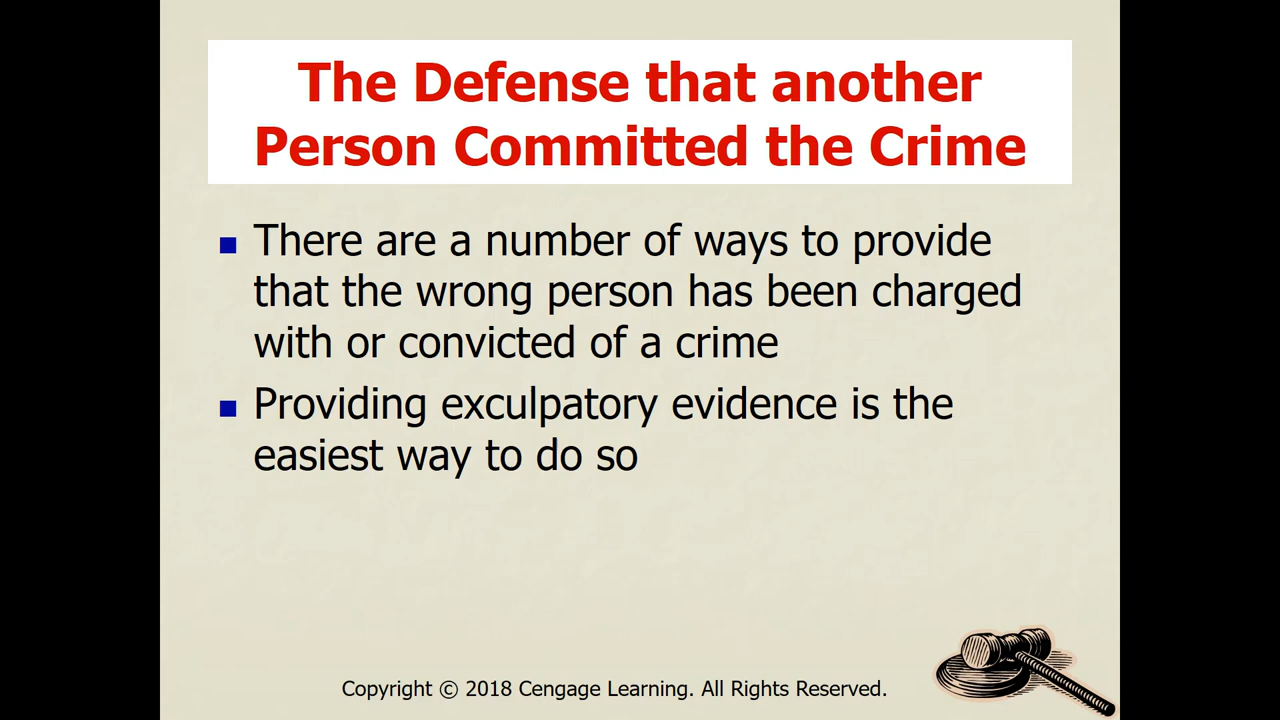 The Defense that another
Person Committed the Crime
There are a number of ways to provide
that the wrong person has been charged
with or convicted of a crime
Providing exculpatory evidence is the
easiest way to do so
Copyright © 2018 Cengage Learning. All Rights Reserved.